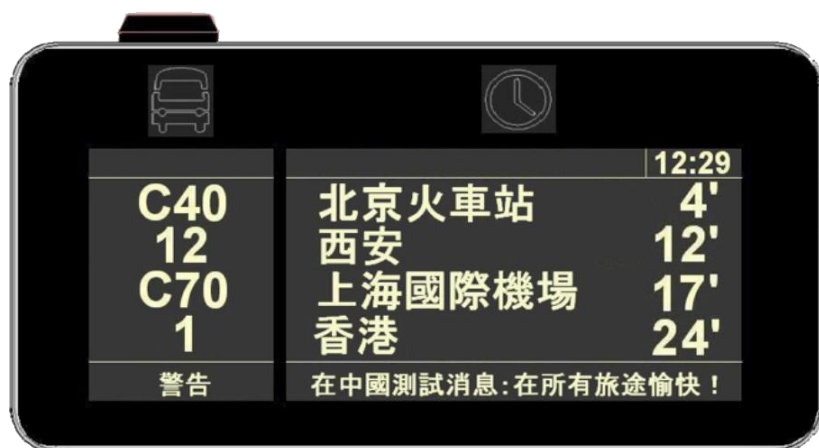 12:29
C40 北京火車站 4'
12 西安 12'
C70 上海國際機場 17'
1 香港 24'
警告 在中國測試消息:在所有旅途愉快!